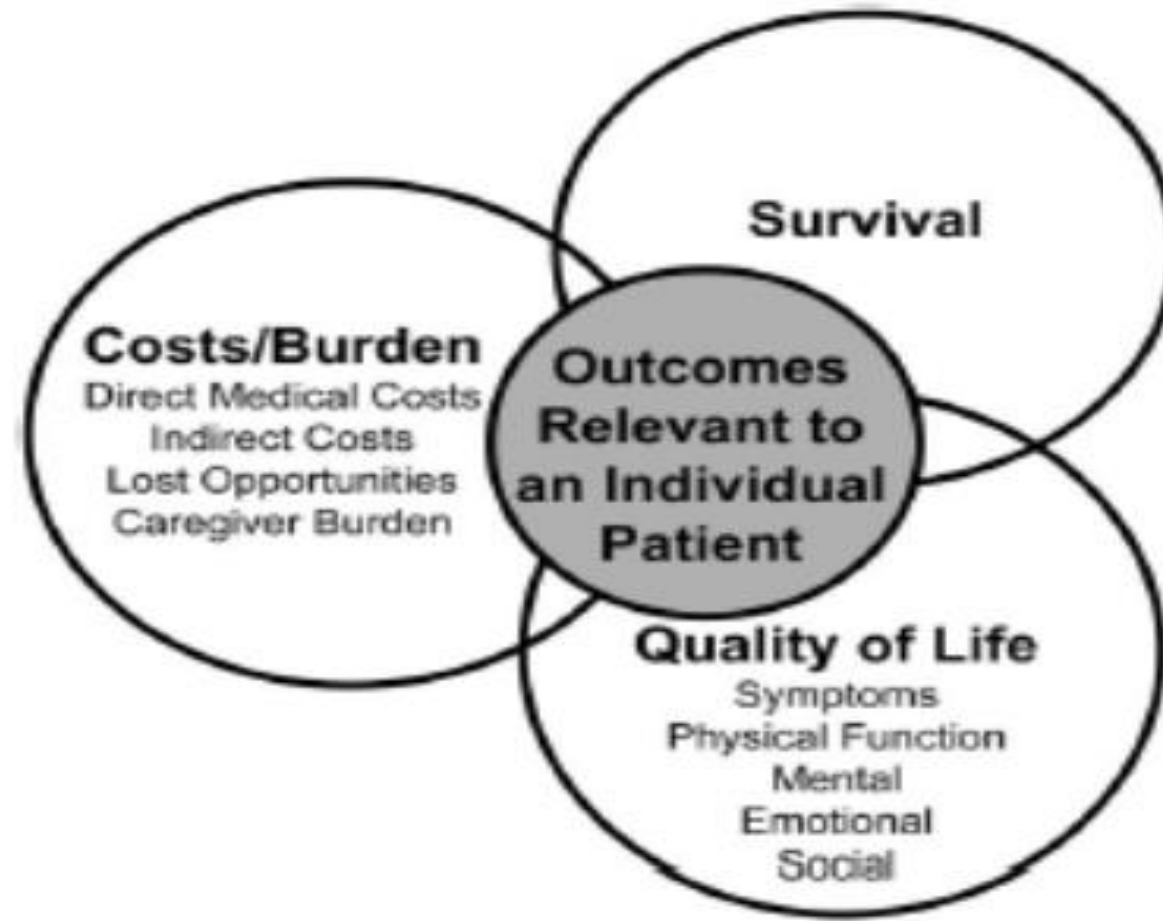 Survival
Costs/Burden
Direct Medical Costs
Indirect Costs
Lost Opportunities
Caregiver Burden
Outcomes
Relevant to
an Individual
Patient
Quality of Life
Symptoms
Physical Function
Mental
Emotional
Social